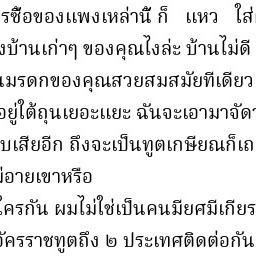 รซื้อของแพงเหล่านี้ ก็ แหว ใส่
งบ้านเก่าๆ ของคุณไงล่ะ บ้านไม่ดี
นมรดกของคุณสวยสมสมัยทีเดียว
อยู่ใต้ถุนเยอะแยะ ฉันจะเอามาจัดว
บเสียอีก ถึงจะเป็นทูตเกษียณก็เถ
ม่อายเขาหรือ
ใครกัน ผมไม่ใช่เป็นคนมียศมีเกียร
อัครราชทูตถึง ๒ ประเทศติดต่อกัน